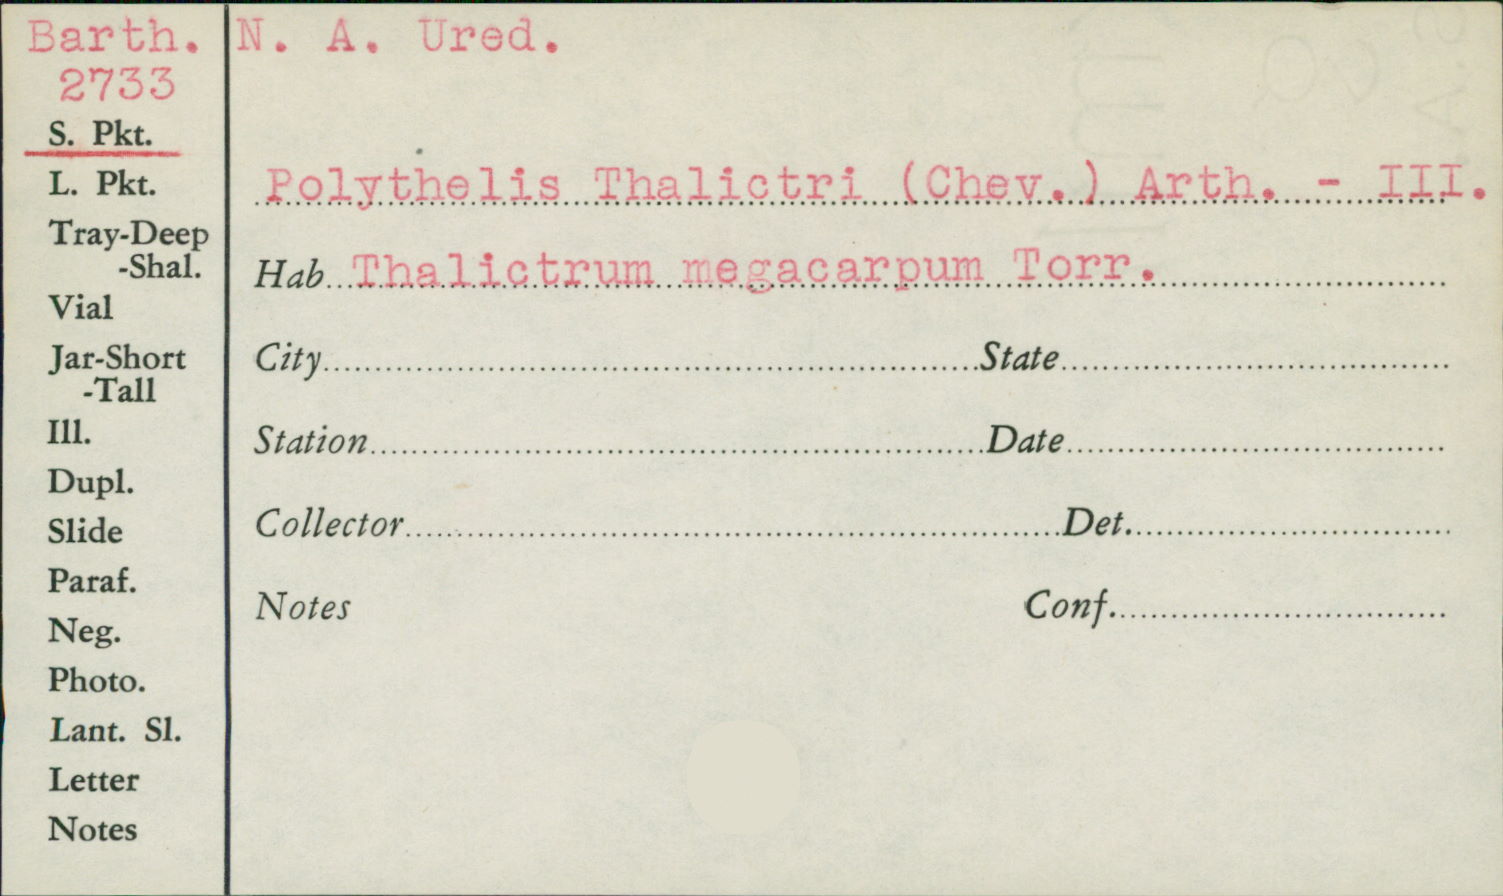 Barth.
2733
S. Pkt.
L. Pkt.
Tray-Deep
-Shal.
Vial
Jar-Short
-Tall
Ill.
Dupl.
Slide
Paraf.
Neg.
Photo.
Lant. Sl.
Letter
Notes
N. A. Ured.
Polythelis Thalictri (Chev.) Arth. - III.
Hab. Thalictrum megacarpum Torr.
City State
Station Date
Collector Det.
Notes Conf.